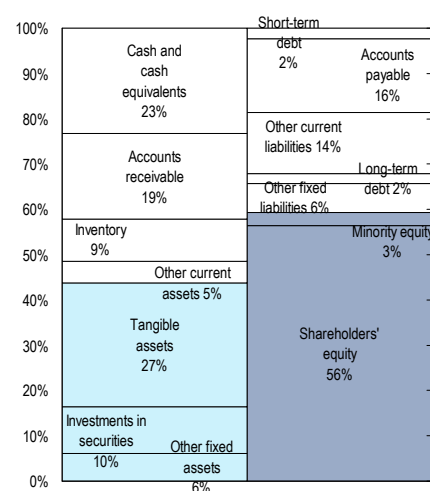 100%
90%
80%
70%
60%
50%
40%
30%
20%
10%
0%
Cash and
cash
equivalents
23%
Accounts
receivable
19%
Inventory
9%
Other current
assets 5%
Tangible
assets
27%
Investments in
securities
10%
Other fixed
assets
6%
Short-term
debt
2%
Accounts
payable
16%
Other current
liabilities 14%
Long-term
debt 2%
Other fixed
liabilities 6%
Minority equity
3%
Shareholders'
equity
56%